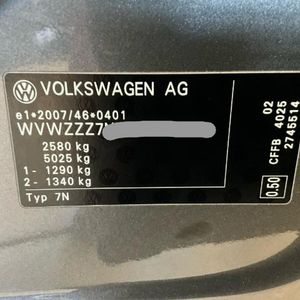 VOLKSWAGEN AG
e1*2007/46*0401
WVWZZZ7
2580 kg
5025 kg
1 - 1290 kg
2 - 1340 kg
Typ 7N
02
CFFB 4025
2745514
0.50